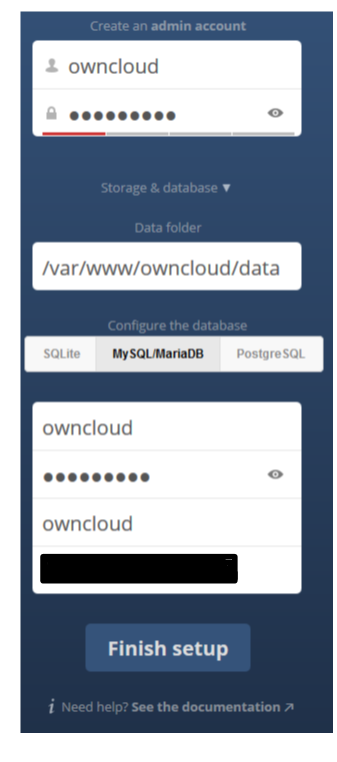 Create an admin account
owncloud
●●●●●●●●●
Storage & database ▼
Data folder
/var/www/owncloud/data
Configure the database
SQLite MySQL/MariaDB PostgreSQL
owncloud
●●●●●●●●●
owncloud
Finish setup
i Need help? See the documentation ↗